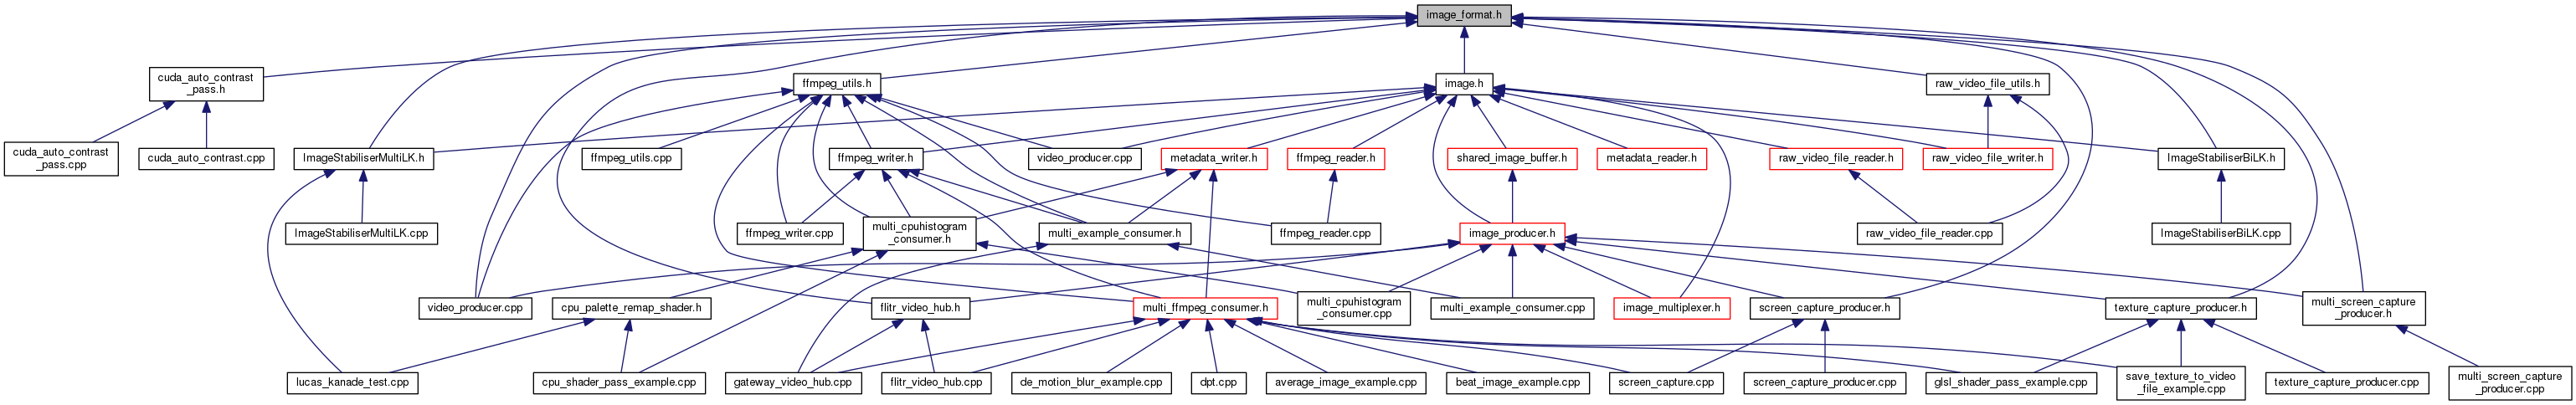 image_format.h
cuda_auto_contrast
_pass.h
ffmpeg_utils.h
image.h
raw_video_file_utils.h
cuda_auto_contrast
_pass.cpp
cuda_auto_contrast.cpp
ImageStabiliserMultiLK.h
ffmpeg_utils.cpp
ffmpeg_writer.h
video_producer.cpp
metadata_writer.h
ffmpeg_reader.h
shared_image_buffer.h
metadata_reader.h
raw_video_file_reader.h
raw_video_file_writer.h
ImageStabiliserBiLK.h
ImageStabiliserMultiLK.cpp
ffmpeg_writer.cpp
multi_cpuhistogram
_consumer.h
multi_example_consumer.h
ffmpeg_reader.cpp
image_producer.h
raw_video_file_reader.cpp
ImageStabiliserBiLK.cpp
video_producer.cpp
cpu_palette_remap_shader.h
flitr_video_hub.h
multi_ffmpeg_consumer.h
multi_cpuhistogram
_consumer.cpp
multi_example_consumer.cpp
image_multiplexer.h
screen_capture_producer.h
texture_capture_producer.h
multi_screen_capture
_producer.h
lucas_kanade_test.cpp
cpu_shader_pass_example.cpp
gateway_video_hub.cpp
flitr_video_hub.cpp
de_motion_blur_example.cpp
dpt.cpp
average_image_example.cpp
beat_image_example.cpp
screen_capture.cpp
screen_capture_producer.cpp
glsl_shader_pass_example.cpp
save_texture_to_video
_file_example.cpp
texture_capture_producer.cpp
multi_screen_capture
_producer.cpp